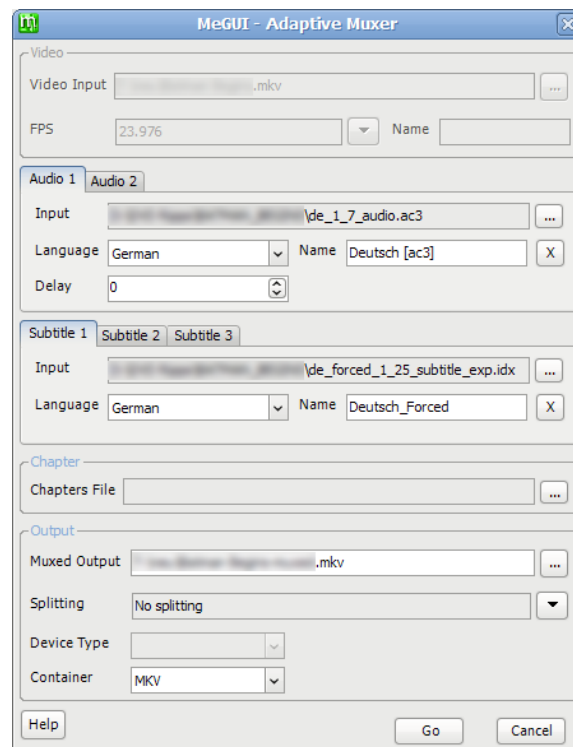 MeGUI - Adaptive Muxer
Video
Video Input .mkv ...
FPS 23.976 Name
Audio 1 Audio 2
Input \de_1_7_audio.ac3 ...
Language German Name Deutsch [ac3] X
Delay 0
Subtitle 1 Subtitle 2 Subtitle 3
Input \de_forced_1_25_subtitle_exp.idx ...
Language German Name Deutsch_Forced X
Chapter
Chapters File ...
Output
Muxed Output .mkv ...
Splitting No splitting
Device Type
Container MKV
Help Go Cancel